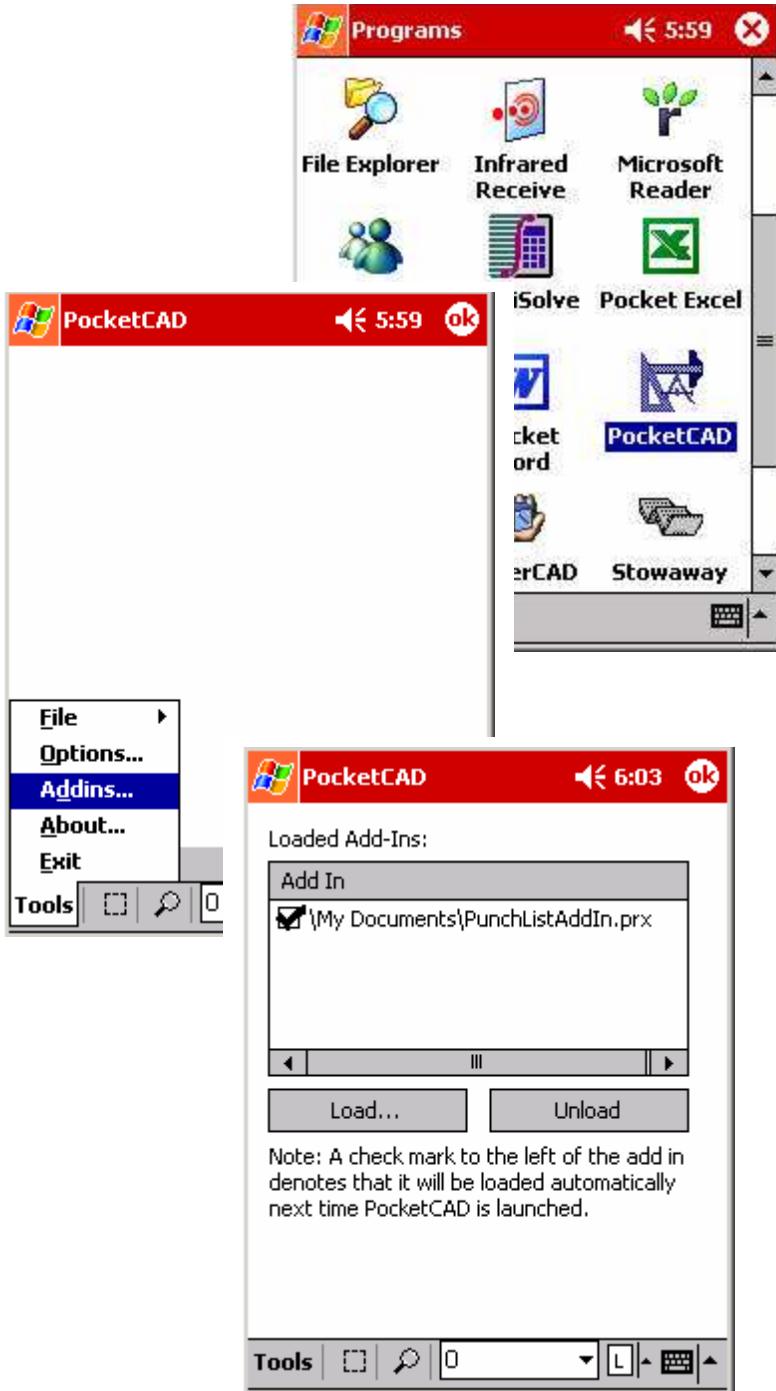 Programs 5:59
File Explorer Infrared Microsoft
Receive Reader
Pocket Excel
PocketCAD
Stowaway
PocketCAD 5:59 ok
File
Options...
Addins...
About...
Exit
Tools 0
PocketCAD 6:03 ok
Loaded Add-Ins:
Add In
\My Documents\PunchListAddIn.prx
Load... Unload
Note: A check mark to the left of the add in
denotes that it will be loaded automatically
next time PocketCAD is launched.
Tools 0 L